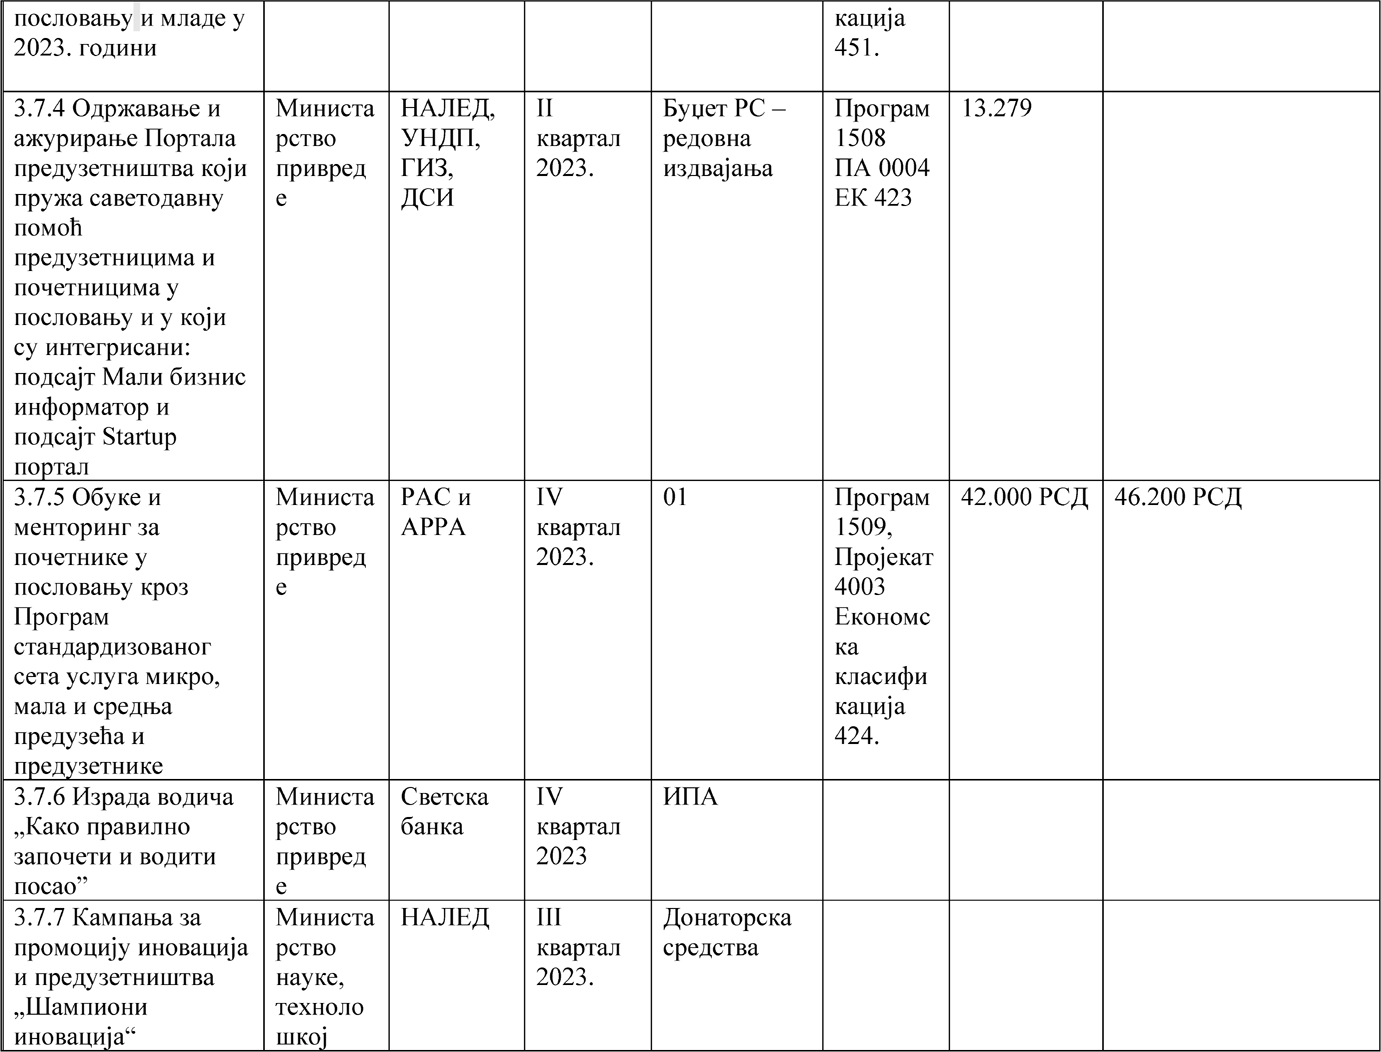 пословању и младе у
2023. години
кација
451.
3.7.4 Одржавање и
ажурирање Портала
предузетништва који
пружа саветодавну
помоћ
предузетницима и
почетницима у
пословању и у који
су интегрисани:
подсајт Мали бизнис
информатор и
подсајт Startup
портал
Министа
рство
привред
е
НАЛЕД,
УНДП,
ГИЗ,
ДСИ
II
квартал
2023.
Буџет РС –
редовна
издвајања
Програм
1508
ПА 0004
ЕК 423
13.279
3.7.5 Обуке и
менторинг за
почетнике у
пословању кроз
Програм
стандардизованог
сета услуга микро,
мала и средња
предузећа и
предузетнике
Министа
рство
привред
е
РАС и
АРРА
IV
квартал
2023.
01
Програм
1509,
Пројекат
4003
Економс
ка
класифи
кација
424.
42.000 РСД
46.200 РСД
3.7.6 Израда водича
„Како правилно
започети и водити
посао”
Министа
рство
привред
е
Светска
банка
IV
квартал
2023
ИПА
3.7.7 Кампања за
промоцију иновација
и предузетништва
„Шампиони
иновација“
Министа
рство
науке,
техноло
шкој
НАЛЕД
III
квартал
2023.
Донаторска
средства